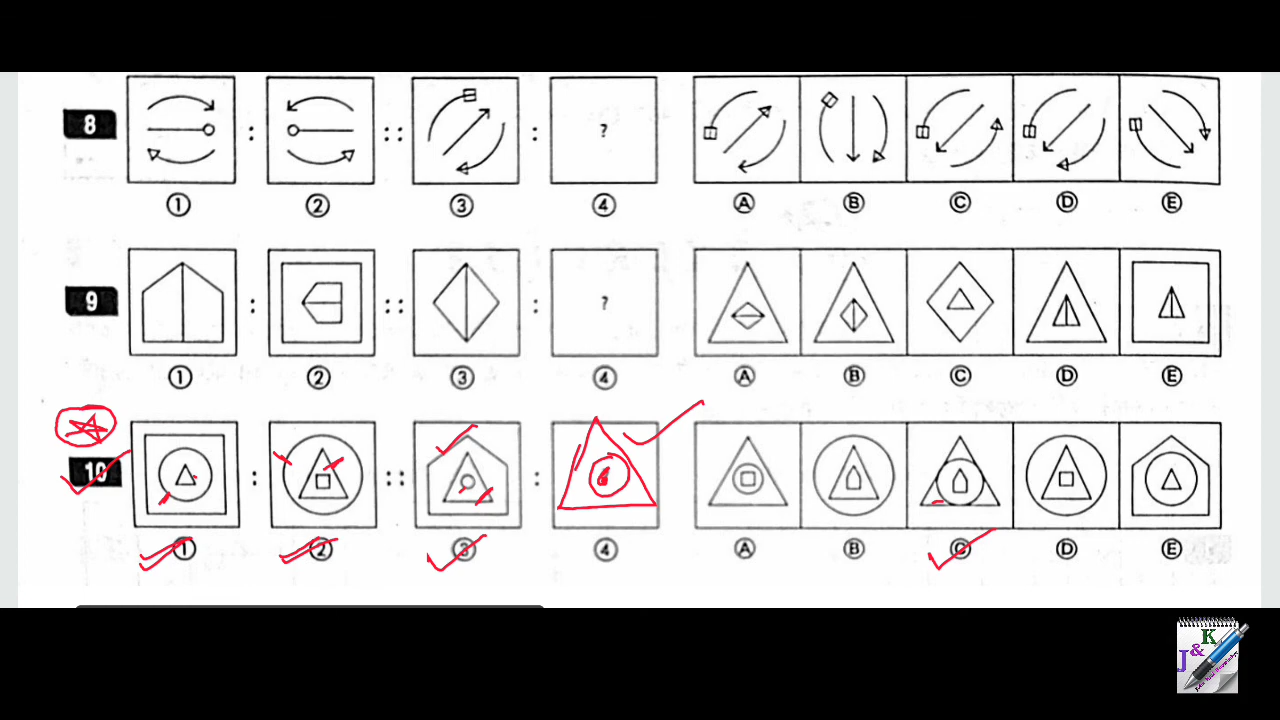 8 : :: : ?
① ② ③ ④ Ⓐ Ⓑ Ⓒ Ⓓ Ⓔ
9 : :: : ?
① ② ③ ④ Ⓐ Ⓑ Ⓒ Ⓓ Ⓔ
10 : :: :
① ② ③ ④ Ⓐ Ⓑ Ⓒ Ⓓ Ⓔ
J&K